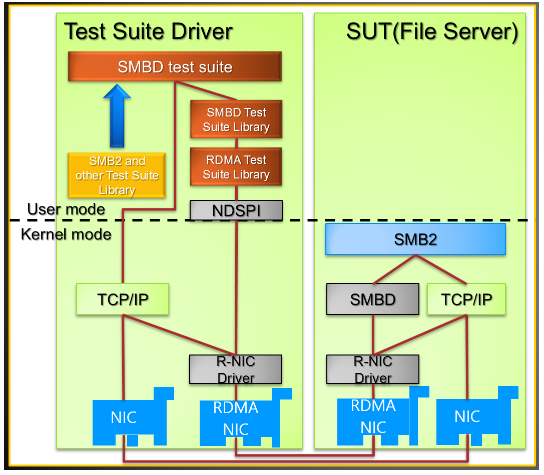 Test Suite Driver
SUT(File Server)
SMBD test suite
SMBD Test
Suite Library
SMB2 and
other Test Suite
Library
RDMA Test
Suite Library
User mode
NDSPI
Kernel mode
SMB2
TCP/IP
SMBD
TCP/IP
R-NIC
Driver
R-NIC
Driver
NIC
RDMA
NIC
RDMA
NIC
NIC